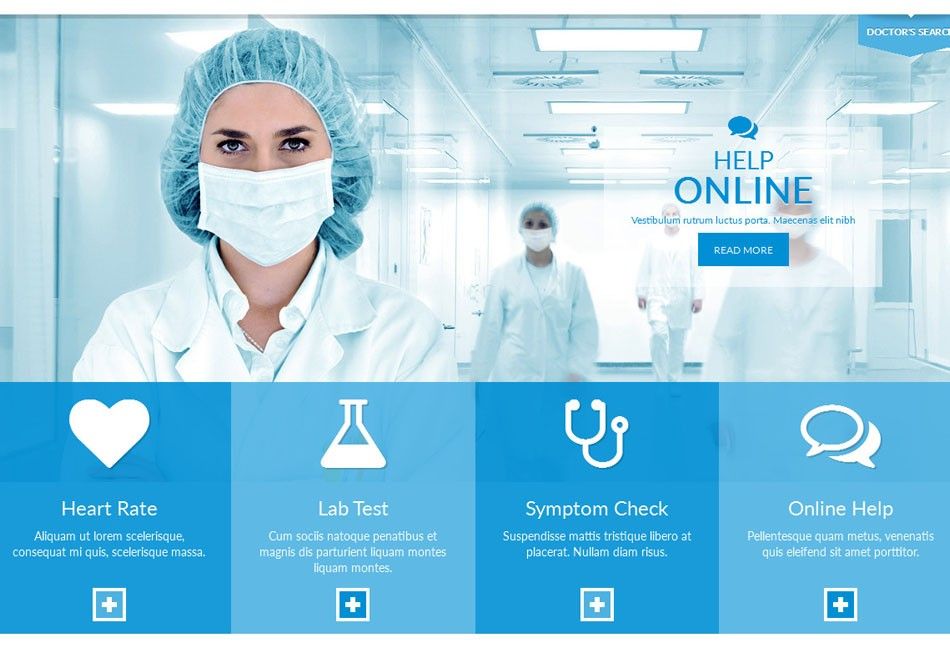 DOCTOR'S SEARCH
HELP
ONLINE
Vestibulum rutrum luctus porta. Maecenas elit nibh
READ MORE
Heart Rate
Aliquam ut lorem scelerisque,
consequat mi quis, scelerisque massa.
Lab Test
Cum sociis natoque penatibus et
magnis dis parturient liquam montes
liquam montes.
Symptom Check
Suspendisse mattis tristique libero at
placerat. Nullam diam risus.
Online Help
Pellentesque quam metus, venenatis
quis eleifend sit amet porttitor.